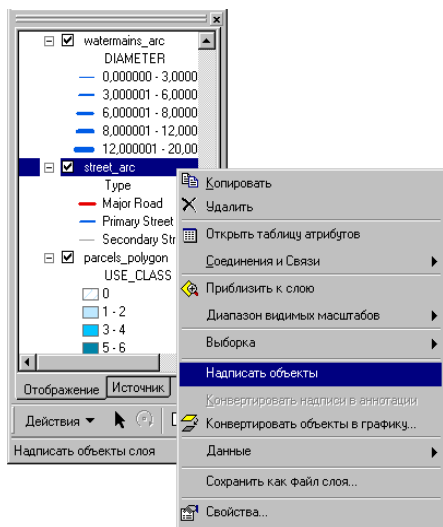 watermains_arc
DIAMETER
0,000000 - 3,0000
3,000001 - 6,0000
6,000001 - 8,0000
8,000001 - 12,000
12,000001 - 20,00
street_arc
Type
Major Road
Primary Street
Secondary Str
parcels_polygon
USE_CLASS
0
1 - 2
3 - 4
5 - 6
Отображение Источник
Действия
Надписать объекты слоя
Копировать
Удалить
Открыть таблицу атрибутов
Соединения и Связи
Приблизить к слою
Диапазон видимых масштабов
Выборка
Надписать объекты
Конвертировать надписи в аннотации
Конвертировать объекты в графику...
Данные
Сохранить как файл слоя...
Свойства...